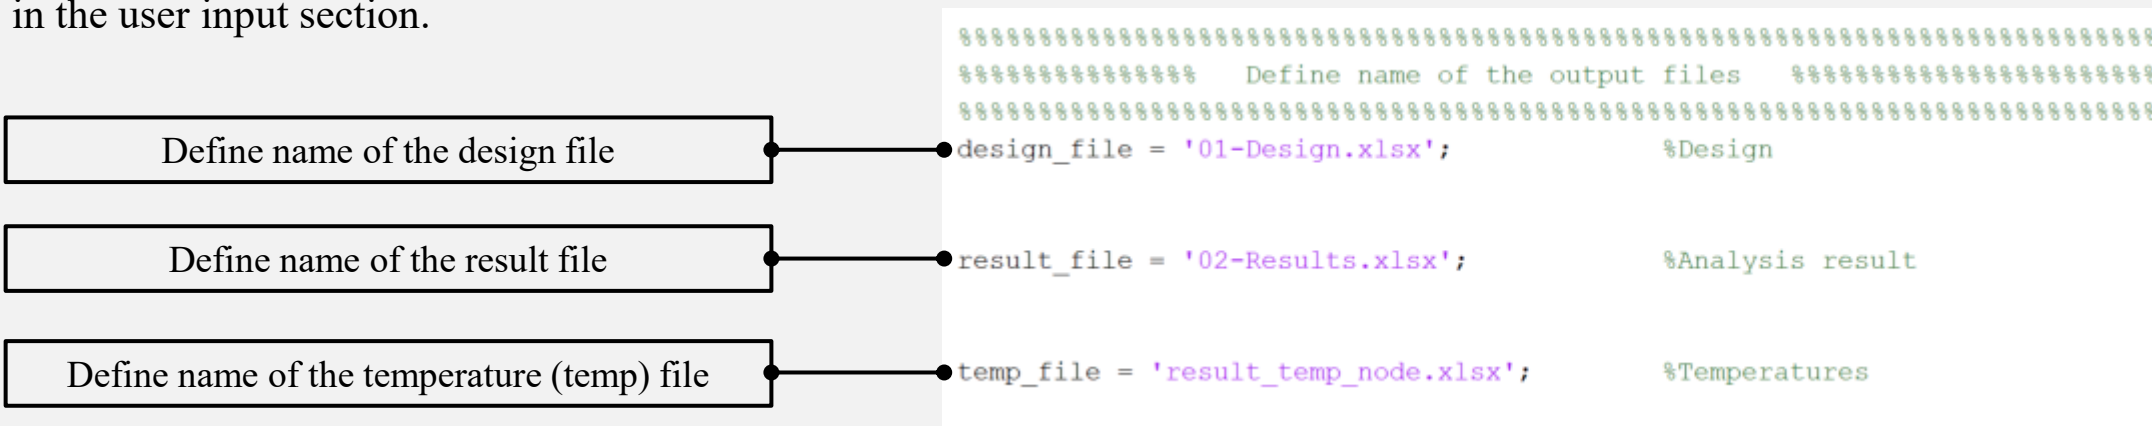 in the user input section.
%%%%%%%%%%%%%%%%%%%%%%%%%%%%%%%%%%%%%%%%%%%%%%%%%%%%%%%%%%%%%%%%%%%%%%%%%%%%%
%%%%%%%%%%%%%%% Define name of the output files %%%%%%%%%%%%%%%%%%%%%%%
%%%%%%%%%%%%%%%%%%%%%%%%%%%%%%%%%%%%%%%%%%%%%%%%%%%%%%%%%%%%%%%%%%%%%%%%%%%%%
Define name of the design file
design_file = '01-Design.xlsx'; %Design
Define name of the result file
result_file = '02-Results.xlsx'; %Analysis result
Define name of the temperature (temp) file
temp_file = 'result_temp_node.xlsx'; %Temperatures